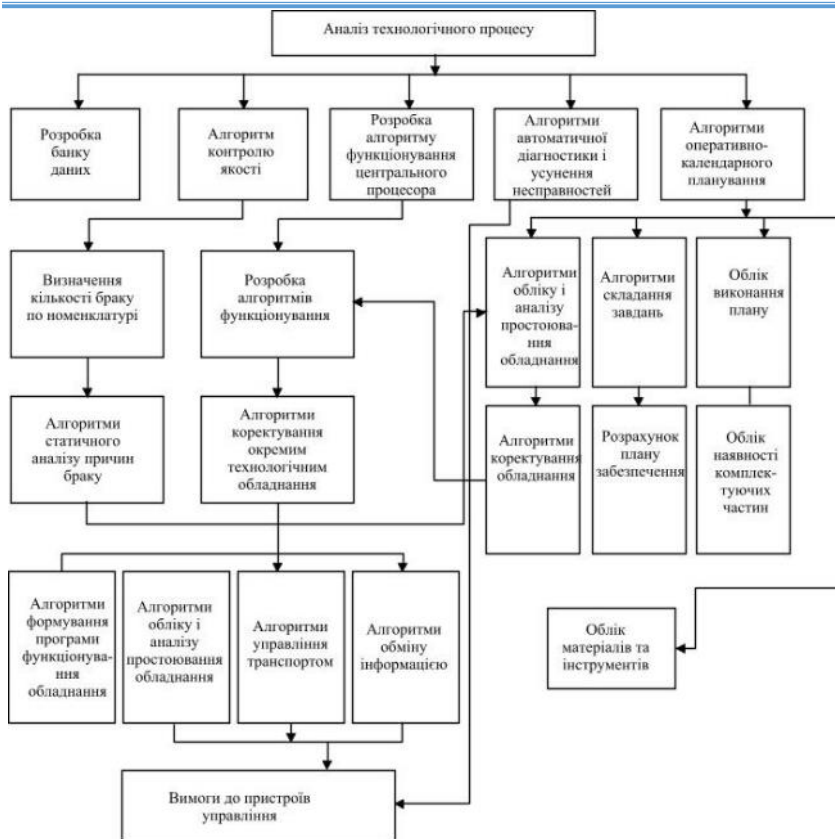 Аналіз технологічного процесу
Розробка
банку
даних
Алгоритм
контролю
якості
Розробка
алгоритму
функціонування
центрального
процесора
Алгоритми
автоматичної
діагностики і
усунення
несправностей
Алгоритми
оперативно-
календарного
планування
Визначення
кількості браку
по номенклатурі
Розробка
алгоритмів
функціонування
Алгоритми
обліку і
аналізу
простоюва-
ння
обладнання
Алгоритми
складання
завдань
Облік
виконання
плану
Алгоритми
статичного
аналізу причин
браку
Алгоритми
коректування
окремим
технологічним
обладнання
Алгоритми
коректування
обладнання
Розрахунок
плану
забезпечення
Облік
наявності
комплек-
туючих
частин
Алгоритми
формування
програми
функціонува-
ння
обладнання
Алгоритми
обліку і
аналізу
простоювання
обладнання
Алгоритми
управління
транспортом
Алгоритми
обміну
інформацією
Облік
матеріалів та
інструментів
Вимоги до пристроїв
управління